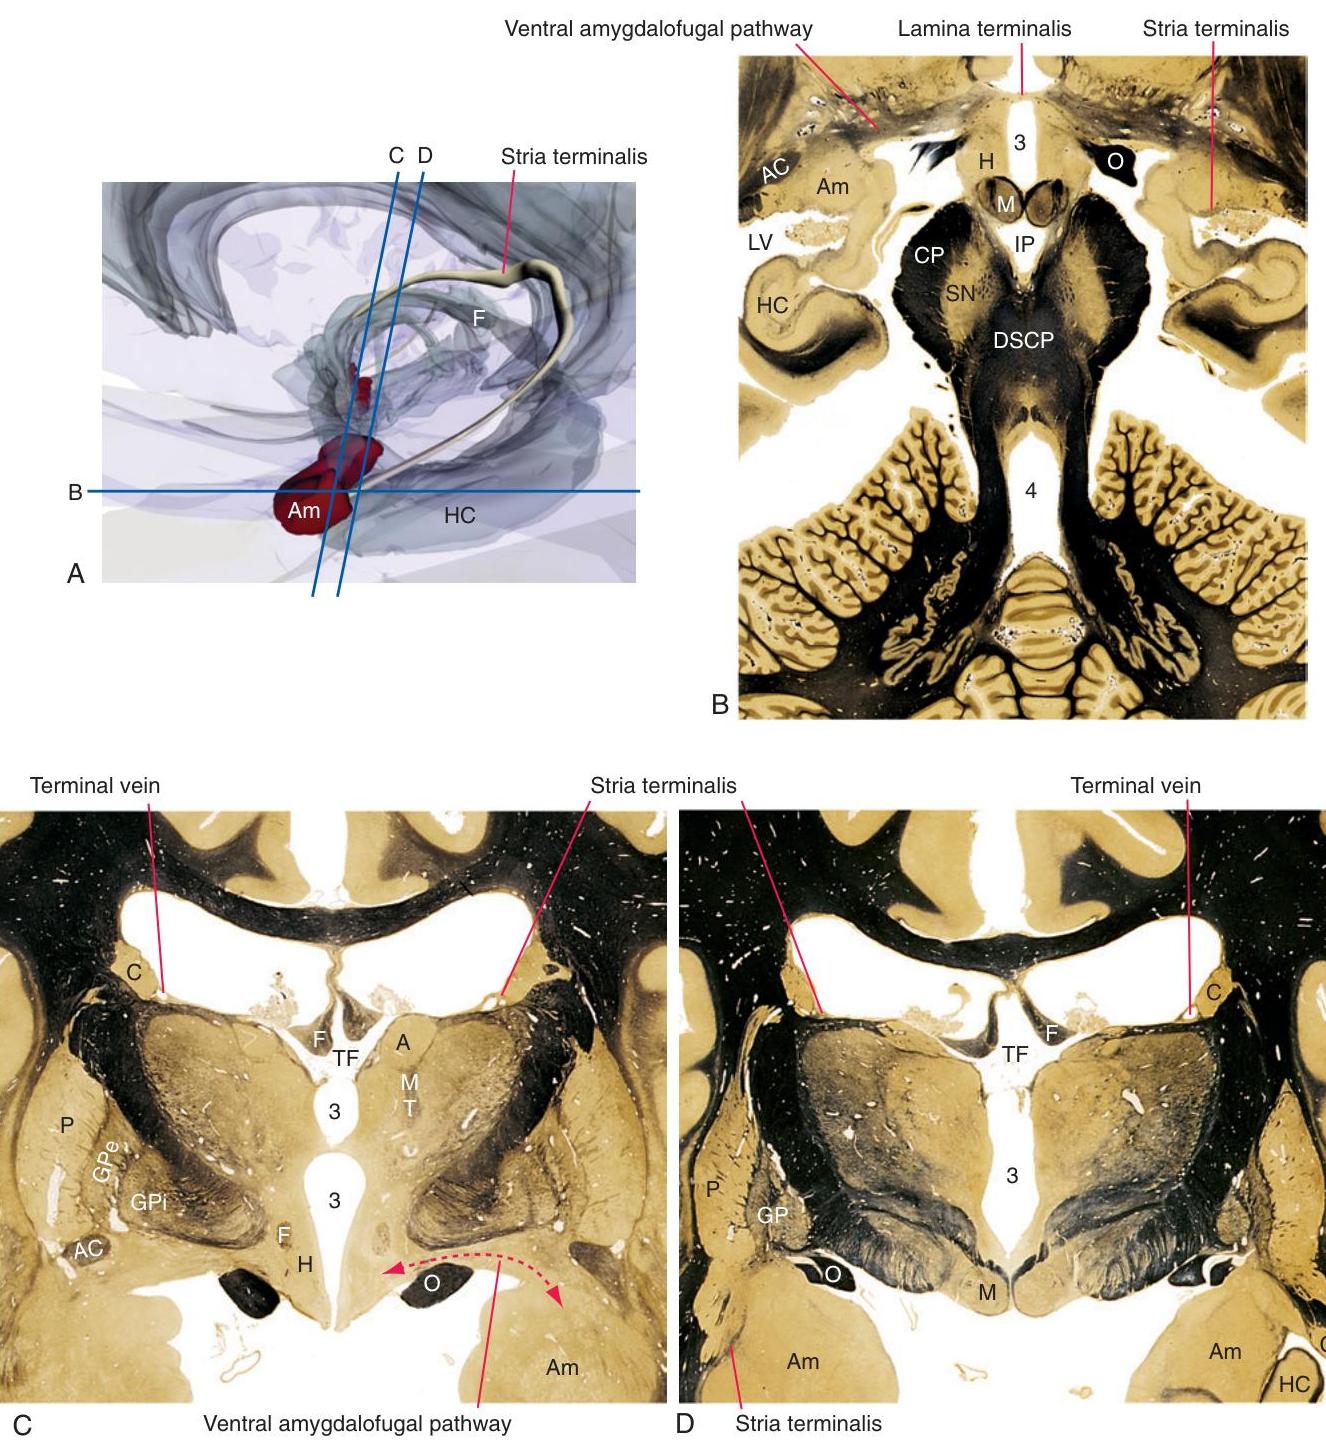 Ventral amygdalofugal pathway
Lamina terminalis
Stria terminalis
C
D
Stria terminalis
F
B
Am
HC
A
3
AC
Am
H
O
M
LV
IP
CP
HC
SN
DSCP
4
B
Terminal vein
Stria terminalis
Terminal vein
C
F
TF
A
M
T
3
P
GPe
GPi
3
AC
F
H
O
Am
C
Ventral amygdalofugal pathway
C
F
TF
3
P
GP
O
M
Am
Am
HC
D
Stria terminalis